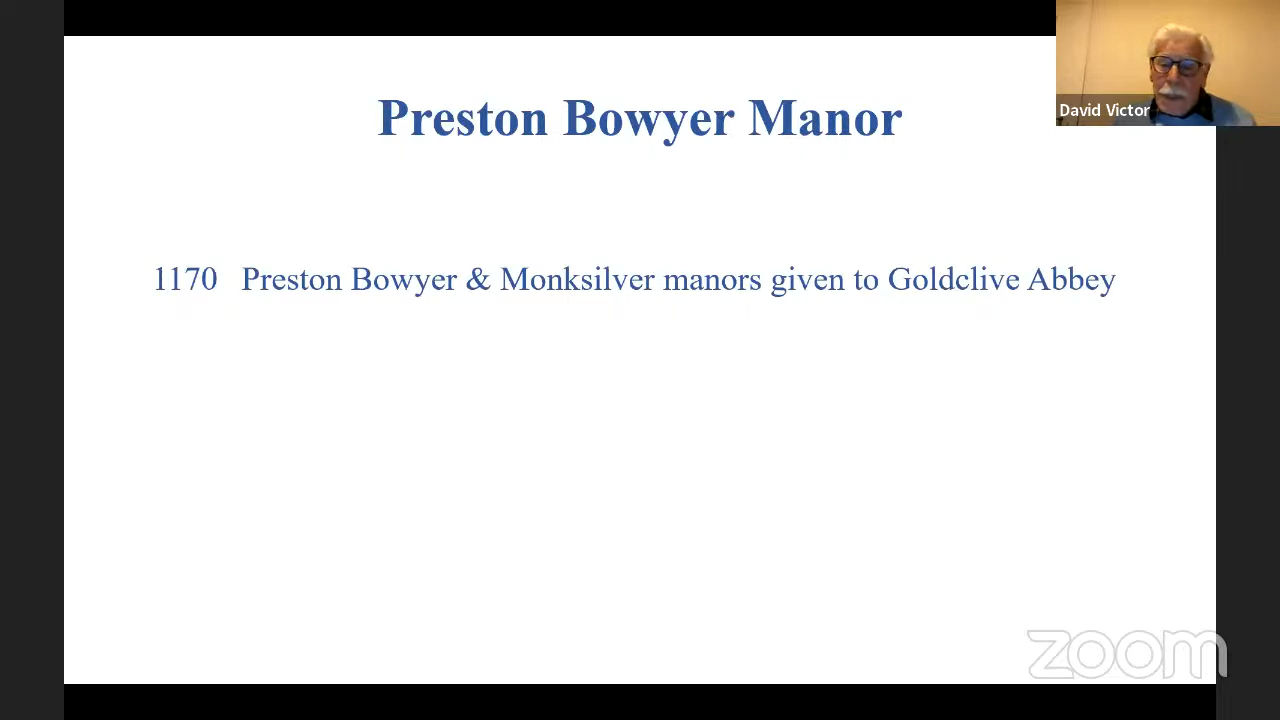 Preston Bowyer Manor
David Victor
1170 Preston Bowyer & Monksilver manors given to Goldclive Abbey
zoom